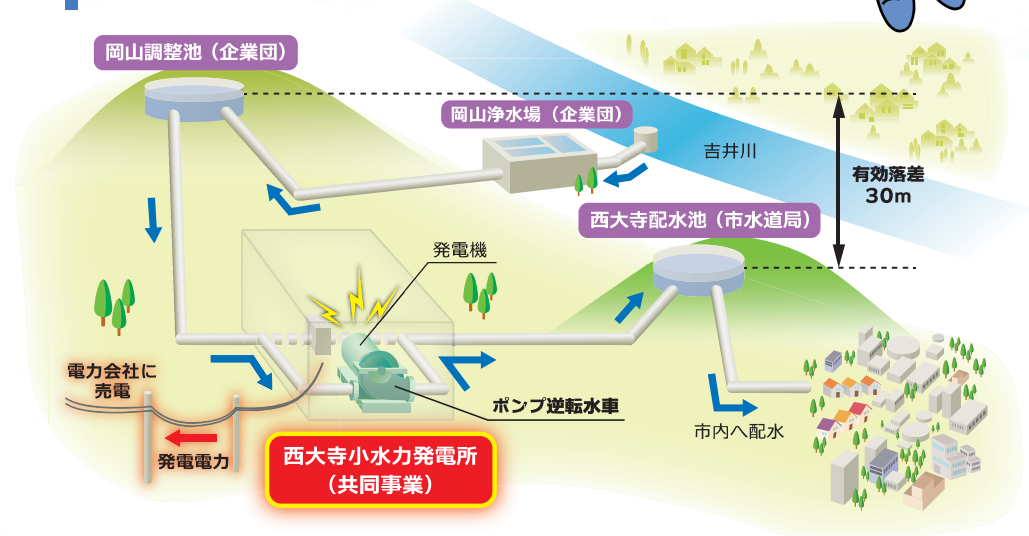 岡山調整池（企業団）
岡山浄水場（企業団）
吉井川
有効落差
30m
西大寺配水池（市水道局）
発電機
電力会社に
売電
ポンプ逆転水車
市内へ配水
発電電力
西大寺小水力発電所
（共同事業）